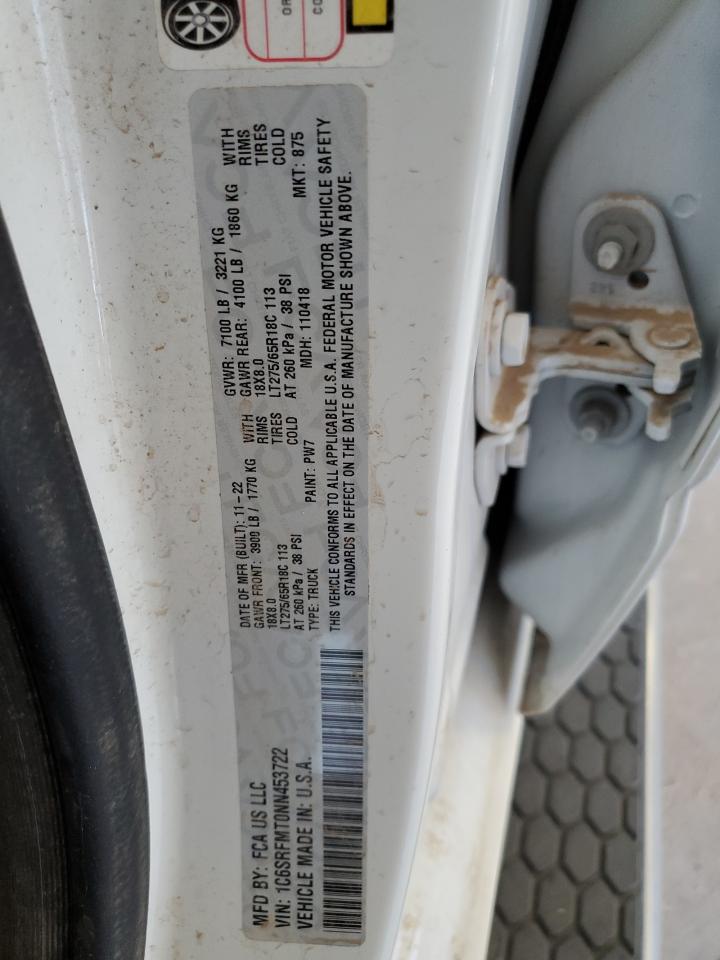 OR
CO
MFD BY: FCA US LLC
DATE OF MFR (BUILT): 11-22
GVWR: 7100 LB / 3221 KG
VIN: 1C6SRFMT0NN453722
GAWR FRONT: 3900 LB / 1770 KG WITH
GAWR REAR: 4100 LB / 1860 KG WITH
VEHICLE MADE IN: U.S.A.
18X8.0 RIMS
18X8.0 RIMS
LT275/65R18C 113 TIRES
LT275/65R18C 113 TIRES
AT 260 kPa / 38 PSI COLD
AT 260 kPa / 38 PSI COLD
TYPE: TRUCK PAINT: PW7 MDH: 110418 MKT: 875
THIS VEHICLE CONFORMS TO ALL APPLICABLE U.S.A. FEDERAL MOTOR VEHICLE SAFETY
STANDARDS IN EFFECT ON THE DATE OF MANUFACTURE SHOWN ABOVE.